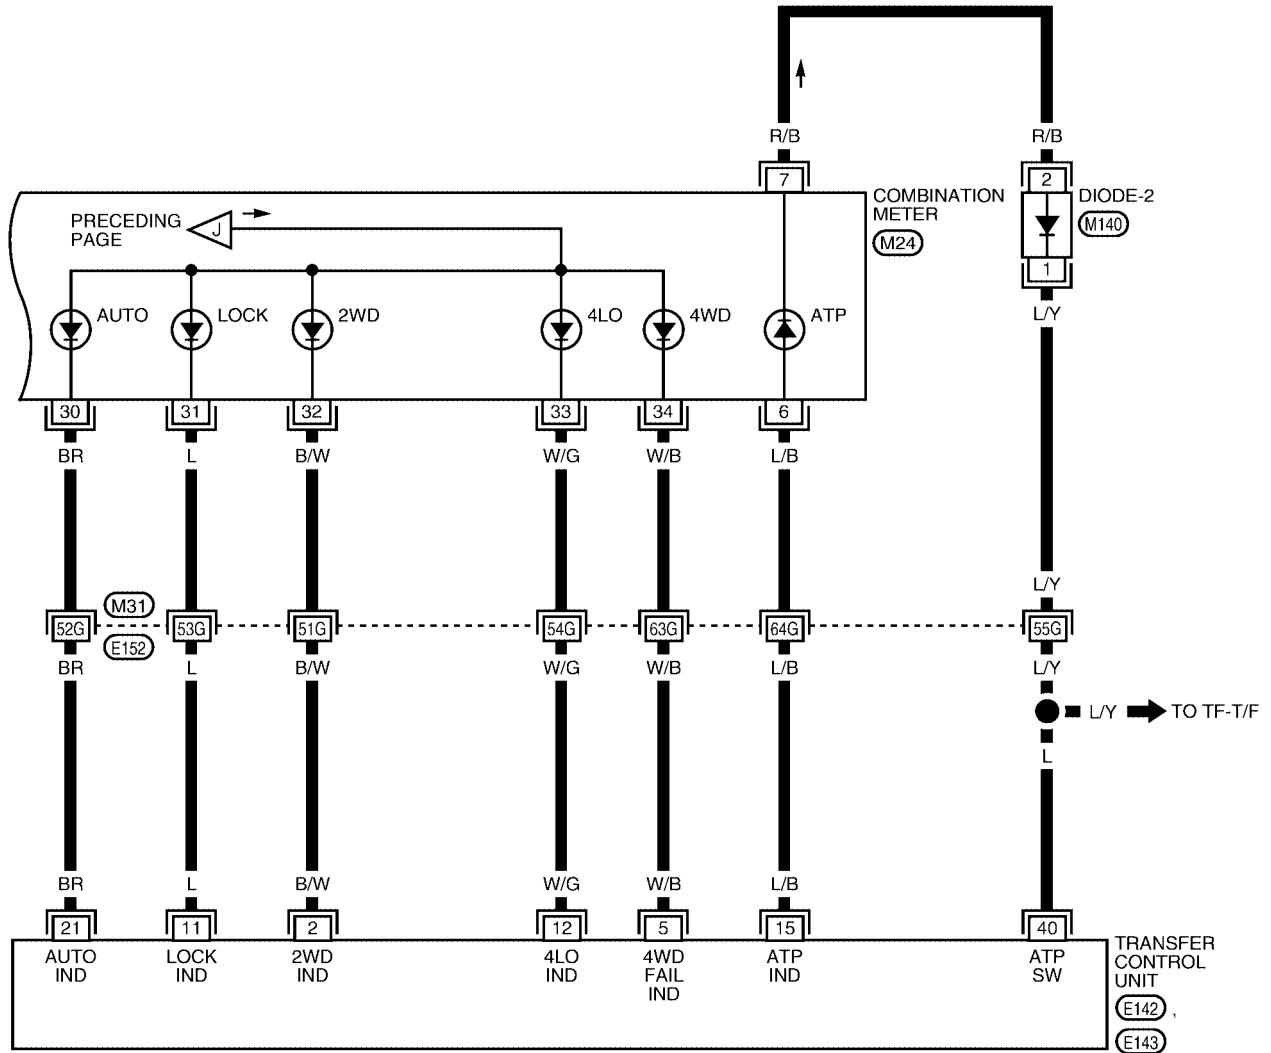 R/B
R/B
7
2
COMBINATION
METER
M24
DIODE-2
M140
PRECEDING
PAGE
J
1
AUTO
LOCK
2WD
4LO
4WD
ATP
L/Y
30
31
32
33
34
6
BR
L
B/W
W/G
W/B
L/B
L/Y
M31
52G
53G
51G
54G
63G
64G
55G
E152
BR
L
B/W
W/G
W/B
L/B
L/Y
L/Y
TO TF-T/F
L
BR
L
B/W
W/G
W/B
L/B
21
11
2
12
5
15
40
AUTO
IND
LOCK
IND
2WD
IND
4LO
IND
4WD
FAIL
IND
ATP
IND
ATP
SW
TRANSFER
CONTROL
UNIT
E142 ,
E143